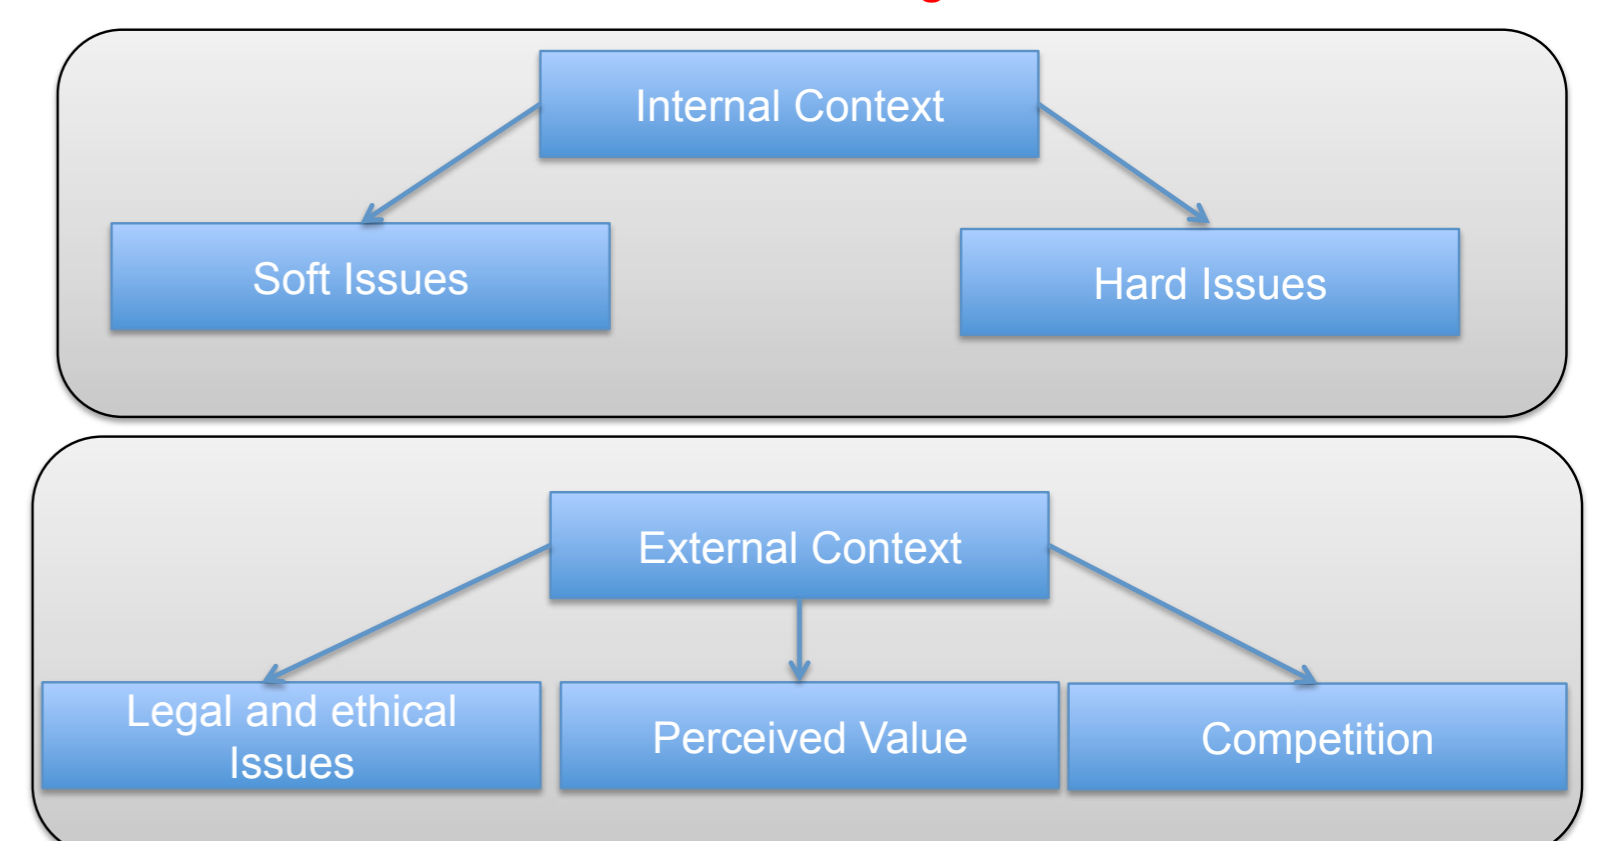 Internal Context
Soft Issues
Hard Issues
External Context
Legal and ethical
Issues
Perceived Value
Competition